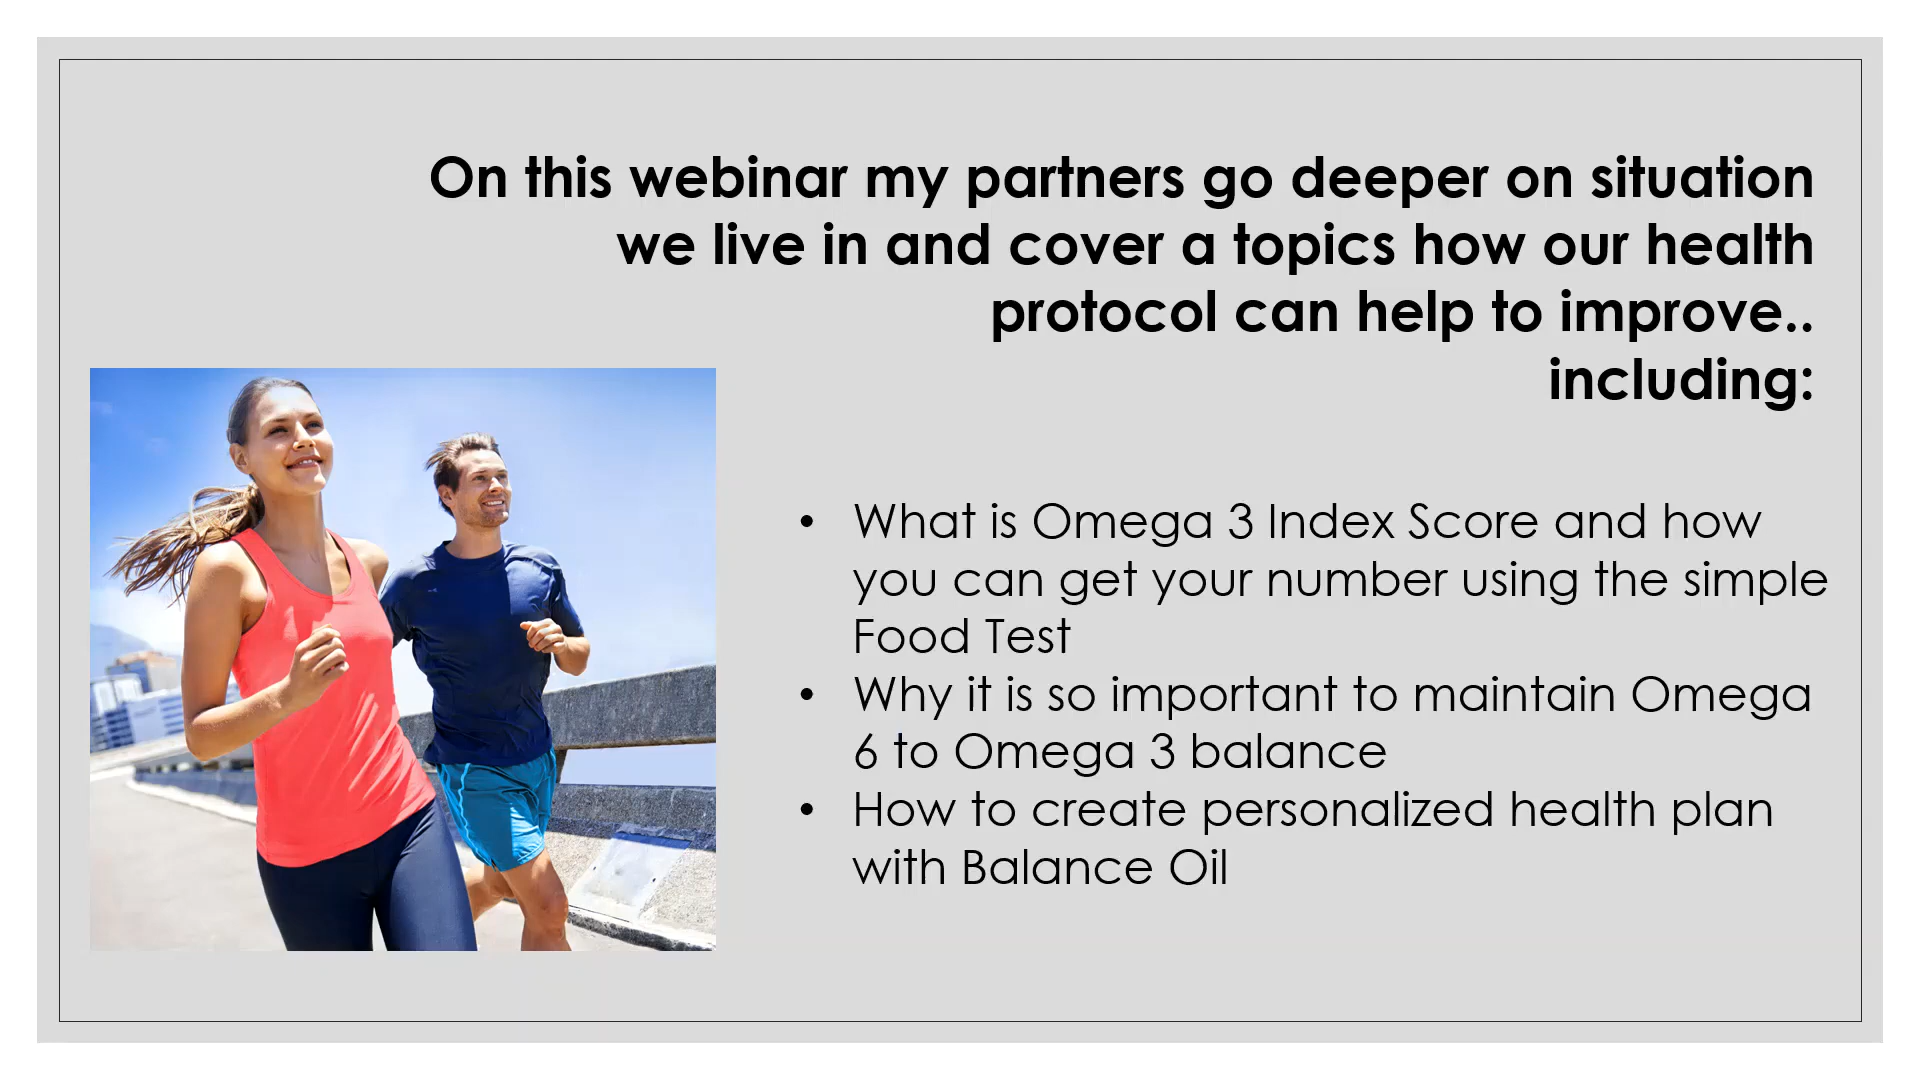 On this webinar my partners go deeper on situation
we live in and cover a topics how our health
protocol can help to improve..
including:
• What is Omega 3 Index Score and how
you can get your number using the simple
Food Test
• Why it is so important to maintain Omega
6 to Omega 3 balance
• How to create personalized health plan
with Balance Oil